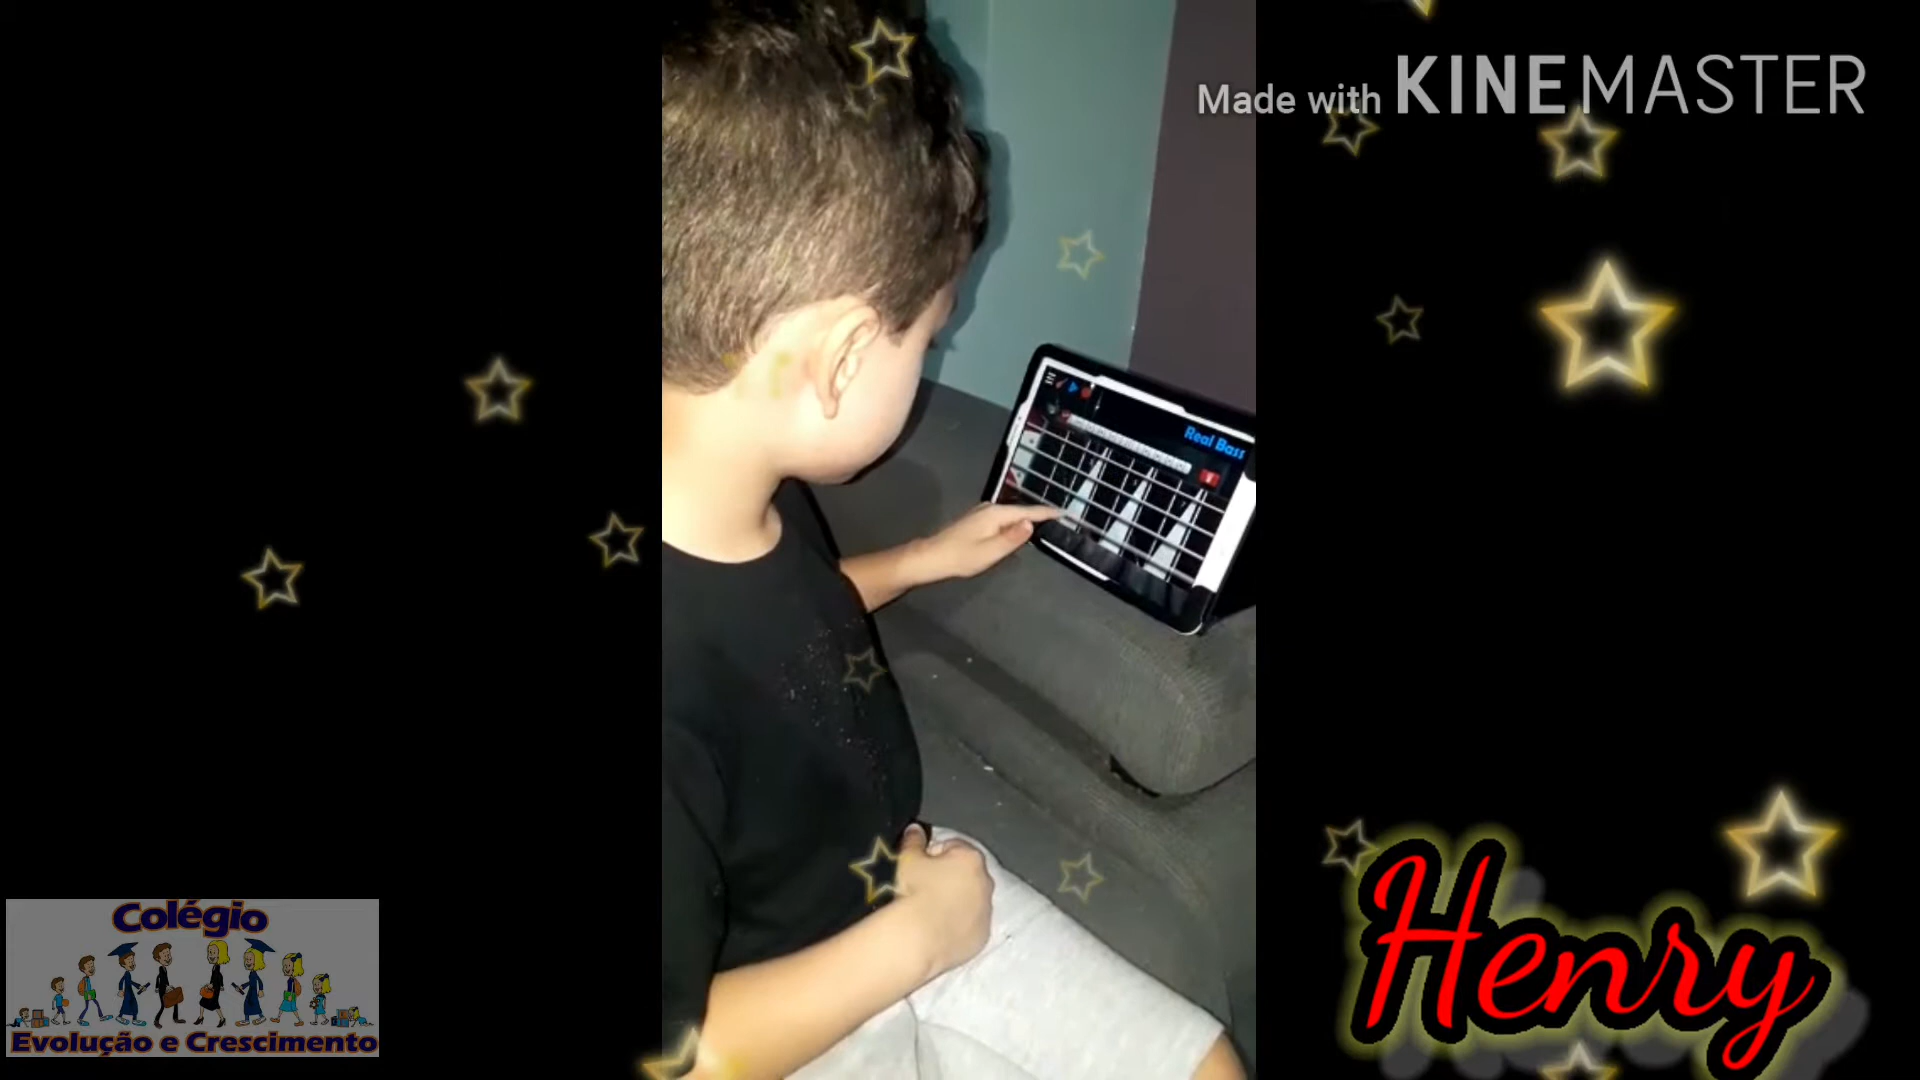 Made with KINEMASTER
Real Bass
Colégio
Evolução e Crescimento
Henry